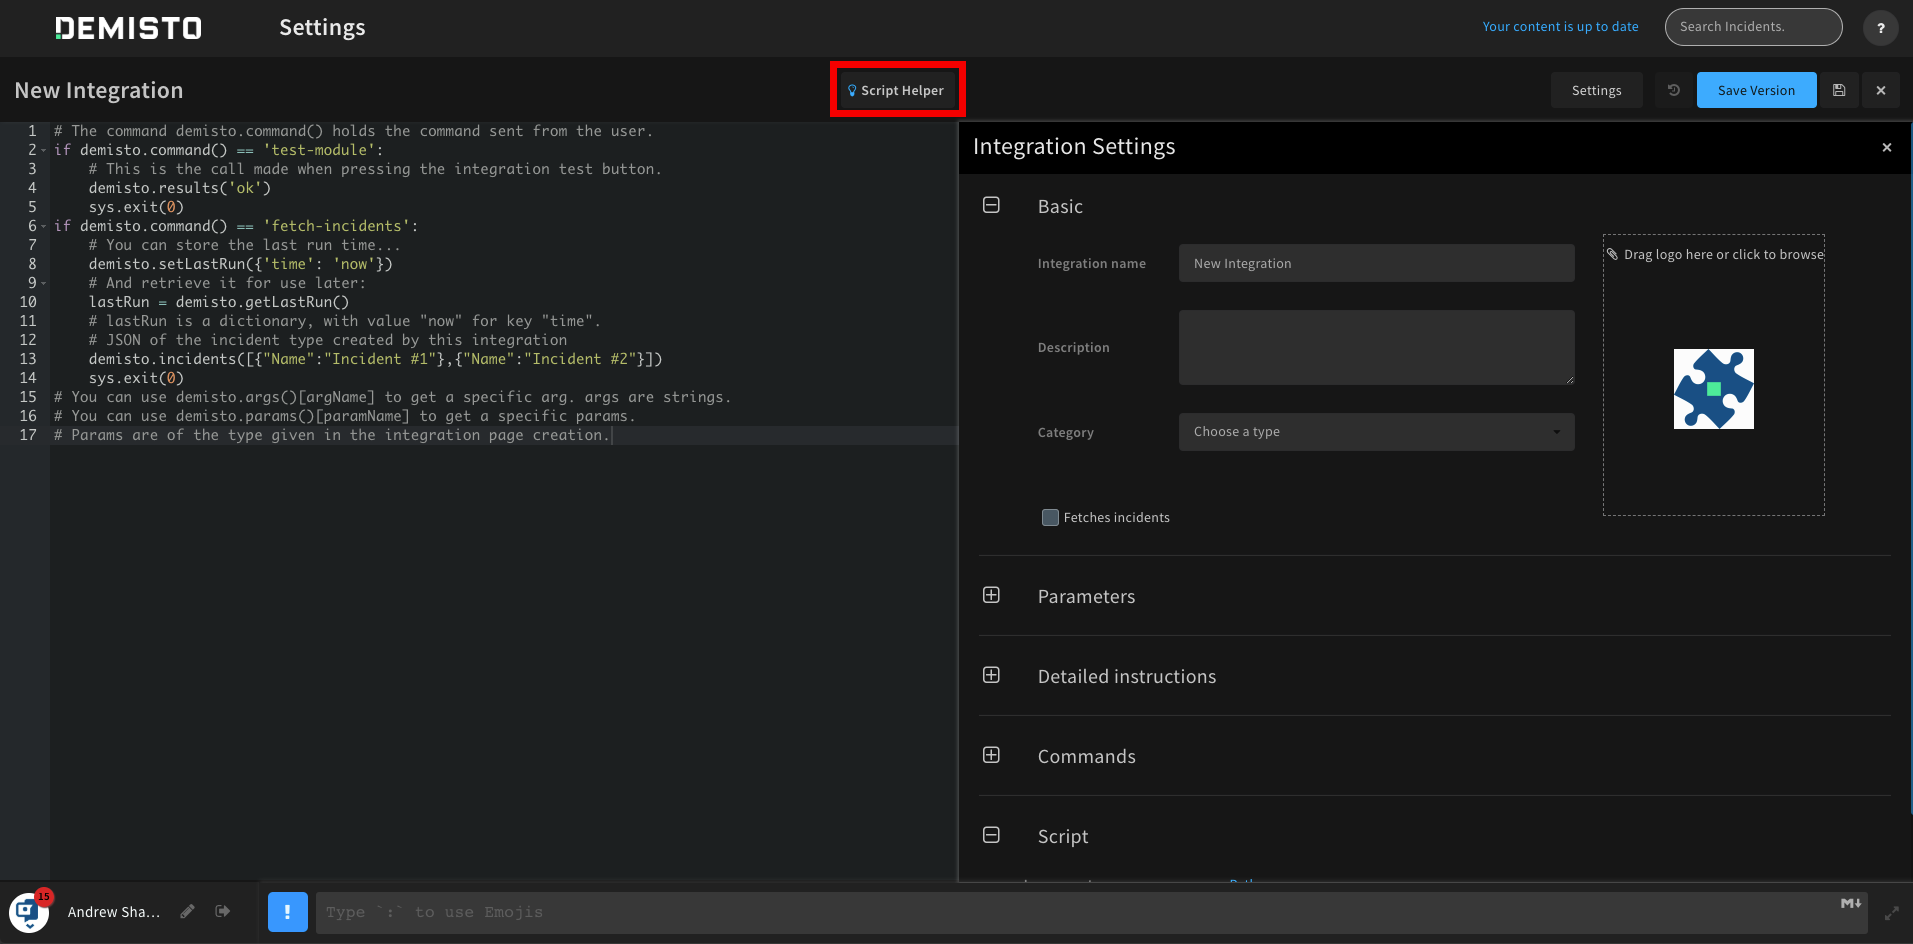 DEMISTO
Settings
Your content is up to date
Search Incidents.
?
New Integration
Script Helper
Settings
Save Version
1 # The command demisto.command() holds the command sent from the user.
2 if demisto.command() == 'test-module':
3 # This is the call made when pressing the integration test button.
4 demisto.results('ok')
5 sys.exit(0)
6 if demisto.command() == 'fetch-incidents':
7 # You can store the last run time...
8 demisto.setLastRun({'time': 'now'})
9 # And retrieve it for use later:
10 lastRun = demisto.getLastRun()
11 # lastRun is a dictionary, with value "now" for key "time".
12 # JSON of the incident type created by this integration
13 demisto.incidents([{"Name":"Incident #1"},{"Name":"Incident #2"}])
14 sys.exit(0)
15 # You can use demisto.args()[argName] to get a specific arg. args are strings.
16 # You can use demisto.params()[paramName] to get a specific params.
17 # Params are of the type given in the integration page creation.
Integration Settings
Basic
Integration name
New Integration
Drag logo here or click to browse
Description
Category
Choose a type
Fetches incidents
Parameters
Detailed instructions
Commands
Script
15
Andrew Sha...
!
Type `:` to use Emojis
M